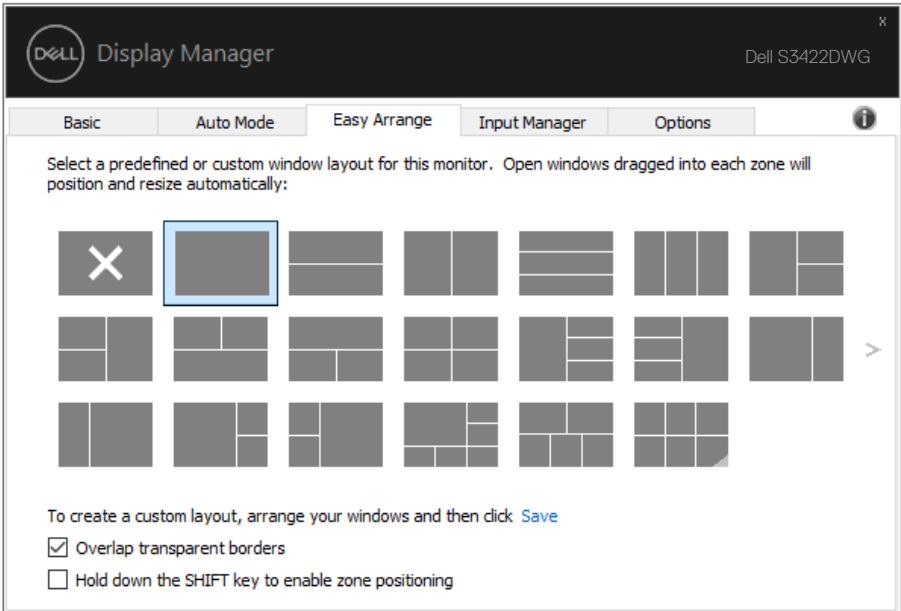 x
DELL Display Manager
Dell S3422DWG
Basic Auto Mode Easy Arrange Input Manager Options
Select a predefined or custom window layout for this monitor. Open windows dragged into each zone will
position and resize automatically:
>
To create a custom layout, arrange your windows and then click Save
Overlap transparent borders
Hold down the SHIFT key to enable zone positioning